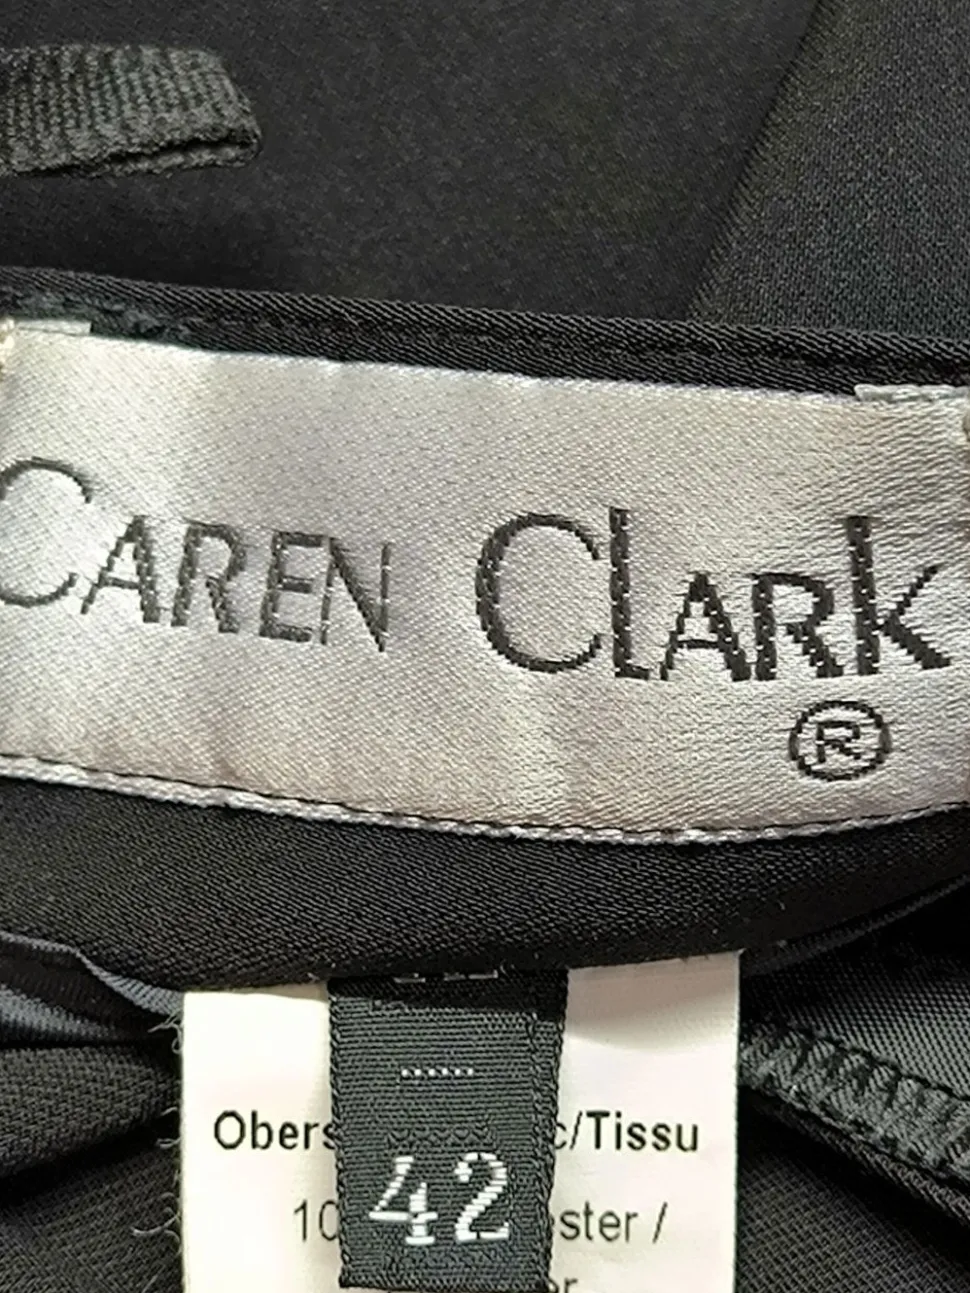 CAREN CLARK
®
Obers c/Tissu
42
10 ster /